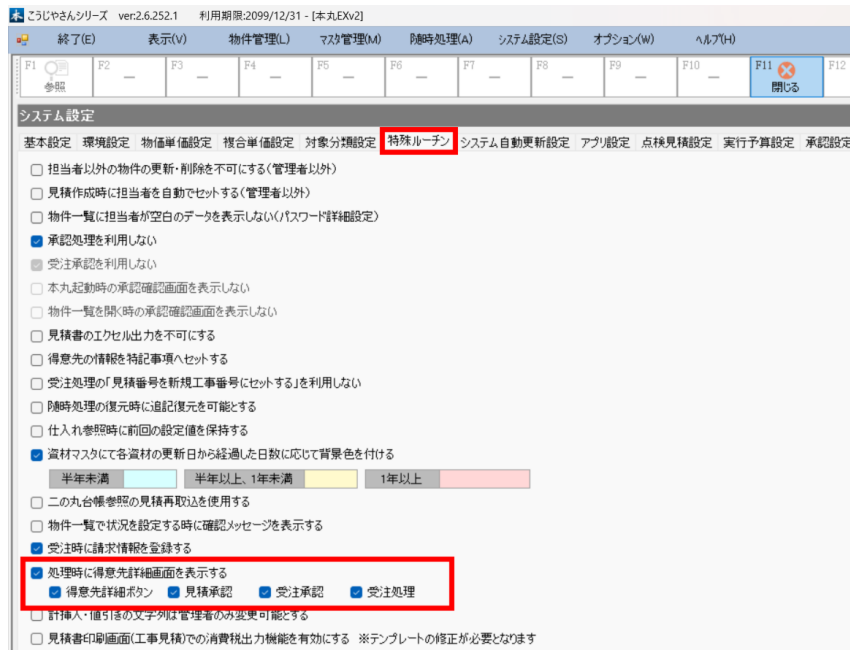 こうじやさんシリーズ ver:2.6.252.1 利用期限:2099/12/31 - [本丸EXv2]
終了(E) 表示(V) 物件管理(L) マスタ管理(M) 随時処理(A) システム設定(S) オプション(W) ヘルプ(H)
F1 F2 F3 F4 F5 F6 F7 F8 F9 F10 F11 F12
参照 閉じる
システム設定
基本設定 環境設定 物価単価設定 複合単価設定 対象分類設定 特殊ルーチン システム自動更新設定 アプリ設定 点検見積設定 実行予算設定 承認設定
担当者以外の物件の更新・削除を不可にする(管理者以外)
見積作成時に担当者を自動でセットする(管理者以外)
物件一覧に担当者が空白のデータを表示しない(パスワード詳細設定)
承認処理を利用しない
受注承認を利用しない
本丸起動時の承認確認画面を表示しない
物件一覧を開く時の承認確認画面を表示しない
見積書のエクセル出力を不可にする
得意先の情報を特記事項へセットする
受注処理の「見積番号を新規工事番号にセットする」を利用しない
随時処理の復元時に追記復元を可能とする
仕入れ参照時に前回の設定値を保持する
資材マスタにて各資材の更新日から経過した日数に応じて背景色を付ける
半年未満 半年以上、1年未満 1年以上
二の丸台帳参照の見積再取込を使用する
物件一覧で状況を設定する時に確認メッセージを表示する
受注時に請求情報を登録する
処理時に得意先詳細画面を表示する
得意先詳細ボタン 見積承認 受注承認 受注処理
計挿入・値引きの文字列は管理者のみ変更可能とする
見積書印刷画面(工事見積)での消費税出力機能を有効にする ※テンプレートの修正が必要となります